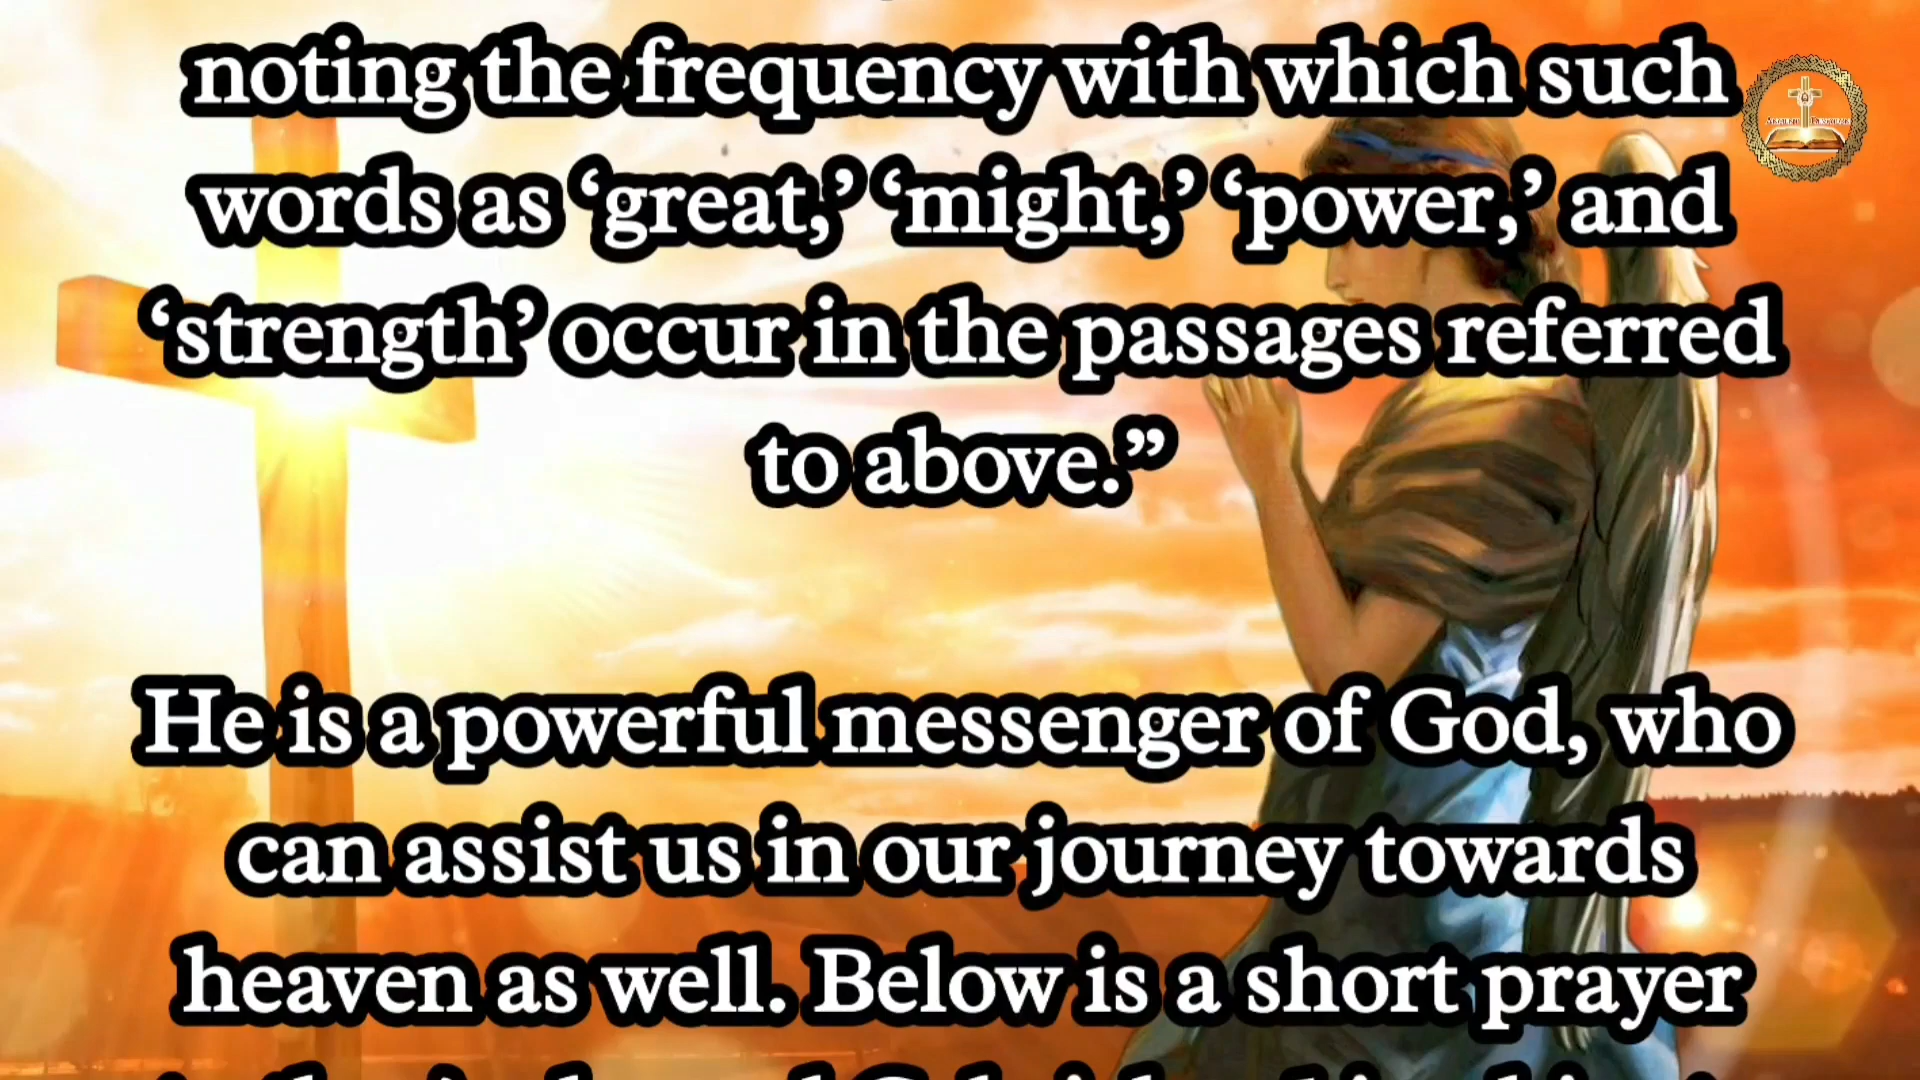 noting the frequency with which such
words as ‘great,’ ‘might,’ ‘power,’ and
‘strength’ occur in the passages referred
to above.”
He is a powerful messenger of God, who
can assist us in our journey towards
heaven as well. Below is a short prayer